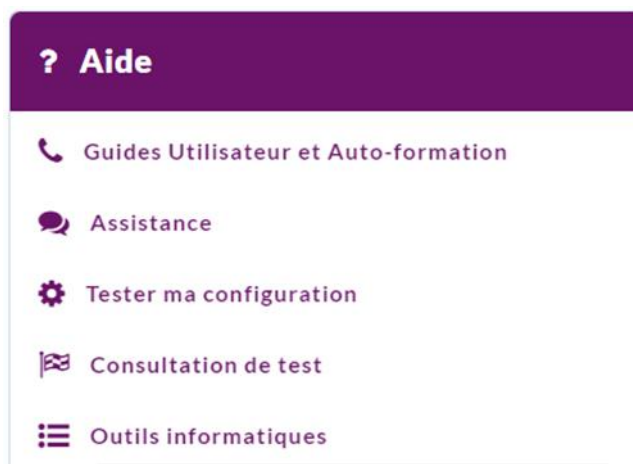 ? Aide
Guides Utilisateur et Auto-formation
Assistance
Tester ma configuration
Consultation de test
Outils informatiques